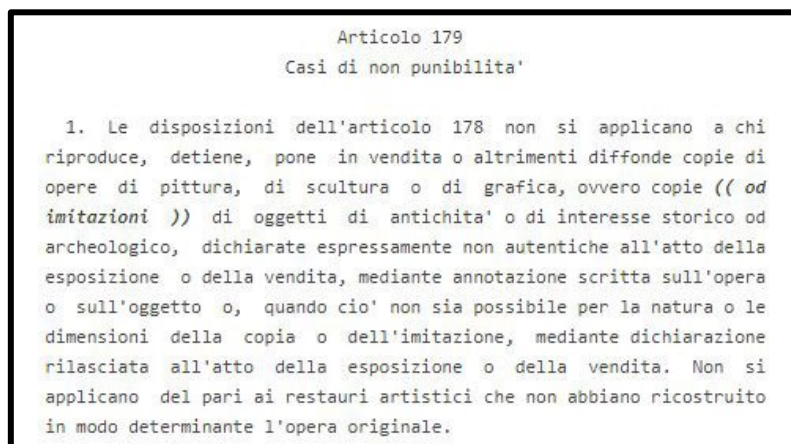 Articolo 179
Casi di non punibilita'
1. Le disposizioni dell'articolo 178 non si applicano a chi
riproduce, detiene, pone in vendita o altrimenti diffonde copie di
opere di pittura, di scultura o di grafica, ovvero copie (( od
imitazioni )) di oggetti di antichita' o di interesse storico od
archeologico, dichiarate espressamente non autentiche all'atto della
esposizione o della vendita, mediante annotazione scritta sull'opera
o sull'oggetto o, quando cio' non sia possibile per la natura o le
dimensioni della copia o dell'imitazione, mediante dichiarazione
rilasciata all'atto della esposizione o della vendita. Non si
applicano del pari ai restauri artistici che non abbiano ricostruito
in modo determinante l'opera originale.